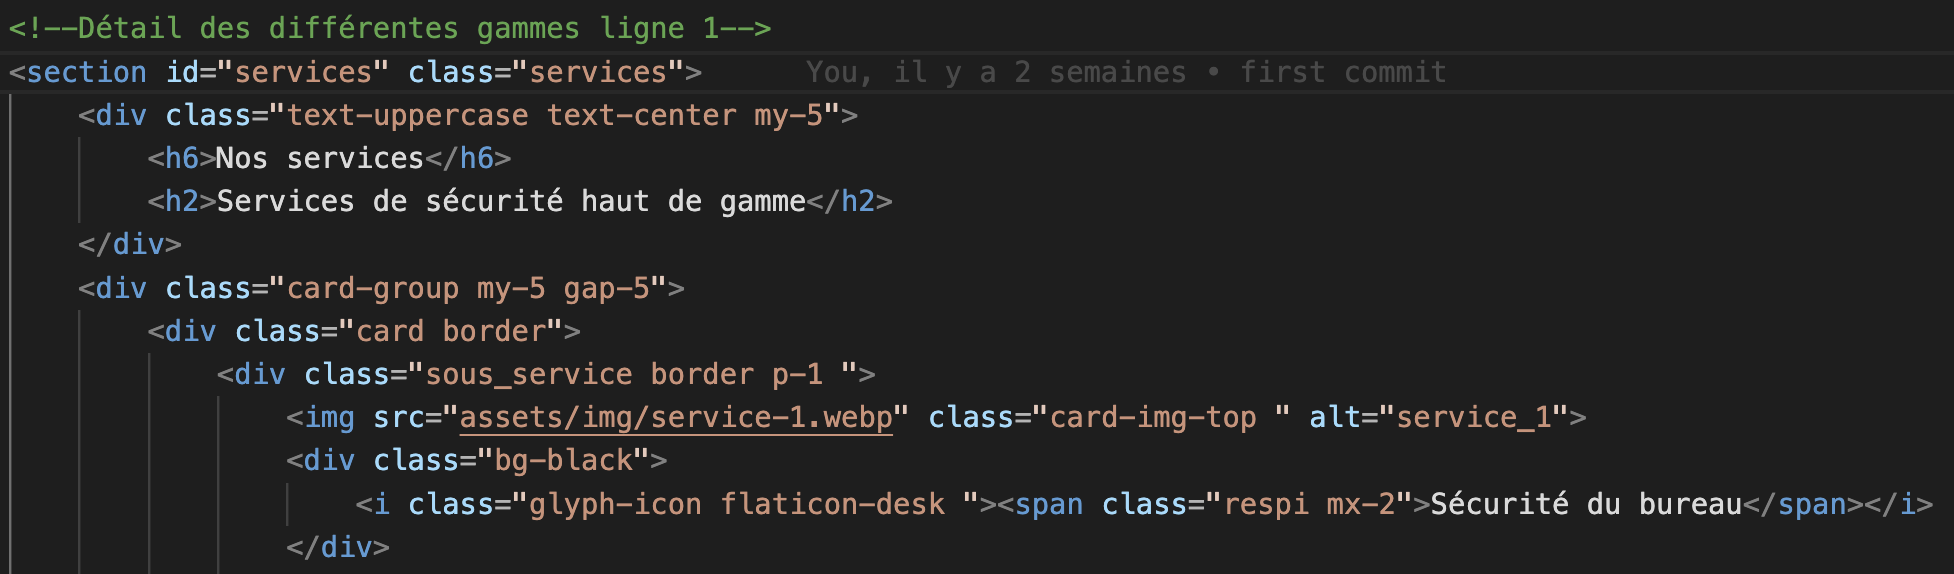 <!--Détail des différentes gammes ligne 1-->
<section id="services" class="services"> You, il y a 2 semaines • first commit
<div class="text-uppercase text-center my-5">
<h6>Nos services</h6>
<h2>Services de sécurité haut de gamme</h2>
</div>
<div class="card-group my-5 gap-5">
<div class="card border">
<div class="sous_service border p-1 ">
<img src="assets/img/service-1.webp" class="card-img-top " alt="service_1">
<div class="bg-black">
<i class="glyph-icon flaticon-desk "><span class="respi mx-2">Sécurité du bureau</span></i>
</div>